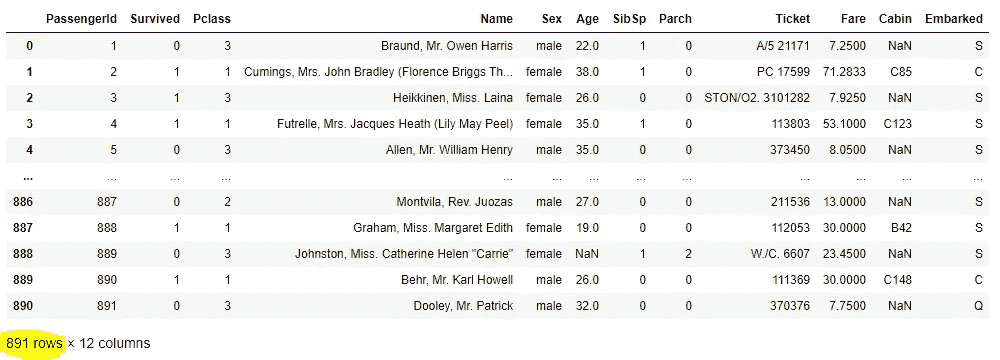 PassengerId Survived Pclass Name Sex Age SibSp Parch Ticket Fare Cabin Embarked
0 1 0 3 Braund, Mr. Owen Harris male 22.0 1 0 A/5 21171 7.2500 NaN S
1 2 1 1 Cumings, Mrs. John Bradley (Florence Briggs Th... female 38.0 1 0 PC 17599 71.2833 C85 C
2 3 1 3 Heikkinen, Miss. Laina female 26.0 0 0 STON/O2. 3101282 7.9250 NaN S
3 4 1 1 Futrelle, Mrs. Jacques Heath (Lily May Peel) female 35.0 1 0 113803 53.1000 C123 S
4 5 0 3 Allen, Mr. William Henry male 35.0 0 0 373450 8.0500 NaN S
... ... ... ... ... ... ... ... ... ... ... ... ...
886 887 0 2 Montvila, Rev. Juozas male 27.0 0 0 211536 13.0000 NaN S
887 888 1 1 Graham, Miss. Margaret Edith female 19.0 0 0 112053 30.0000 B42 S
888 889 0 3 Johnston, Miss. Catherine Helen "Carrie" female NaN 1 2 W./C. 6607 23.4500 NaN S
889 890 1 1 Behr, Mr. Karl Howell male 26.0 0 0 111369 30.0000 C148 C
890 891 0 3 Dooley, Mr. Patrick male 32.0 0 0 370376 7.7500 NaN Q
891 rows × 12 columns